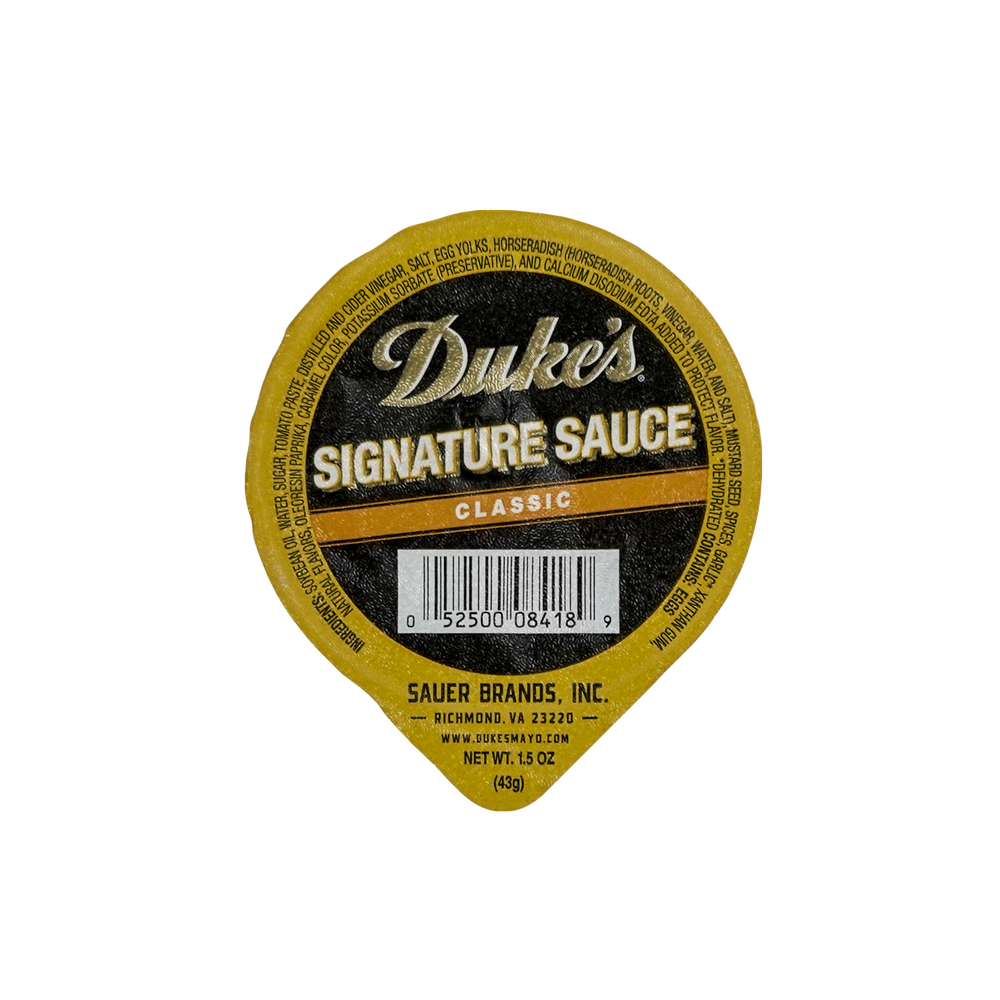 INGREDIENTS: SOYBEAN OIL, WATER, SUGAR, TOMATO PASTE, DISTILLED AND CIDER VINEGAR, SALT, EGG YOLKS, HORSERADISH (HORSERADISH ROOTS, VINEGAR, WATER, AND SALT), MUSTARD SEED, SPICES, GARLIC*, XANTHAN GUM,
NATURAL FLAVORS, OLEORESIN PAPRIKA, CARAMEL COLOR, POTASSIUM SORBATE (PRESERVATIVE), AND CALCIUM DISODIUM EDTA ADDED TO PROTECT FLAVOR. *DEHYDRATED CONTAINS: EGGS
Duke's®
SIGNATURE SAUCE
CLASSIC
0 52500 08418 9
SAUER BRANDS, INC.
— RICHMOND, VA 23220 —
WWW.DUKESMAYO.COM
NET WT. 1.5 OZ
(43g)